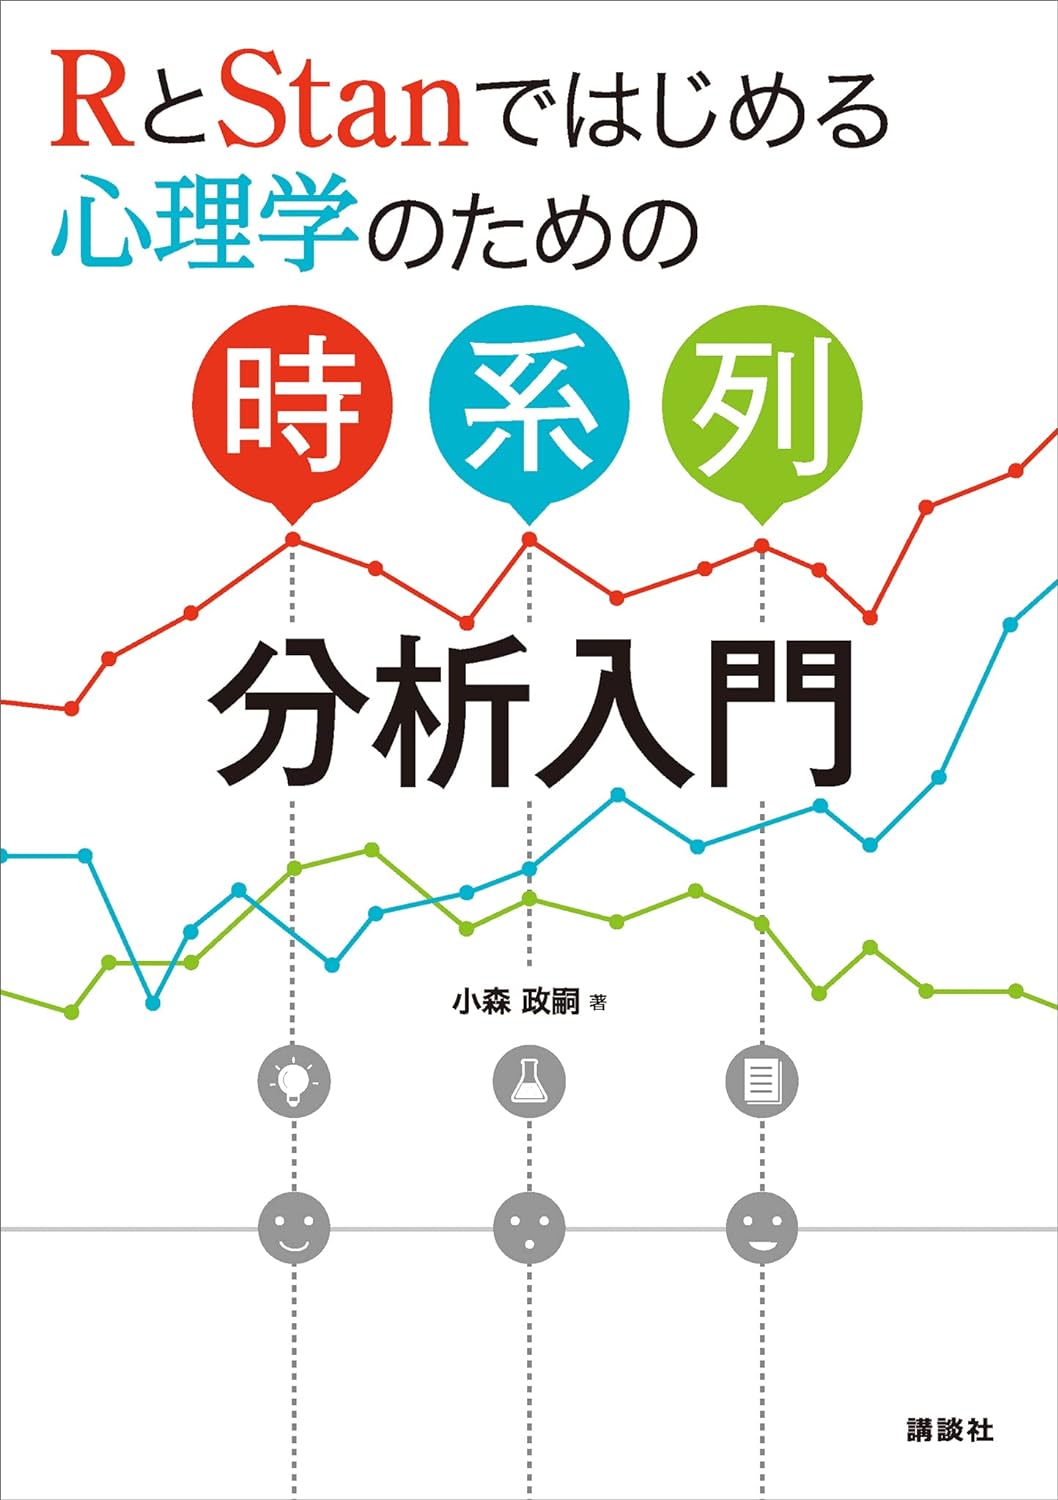 RとStanではじめる
心理学のための
時系列
分析入門
小森 政嗣 著
講談社